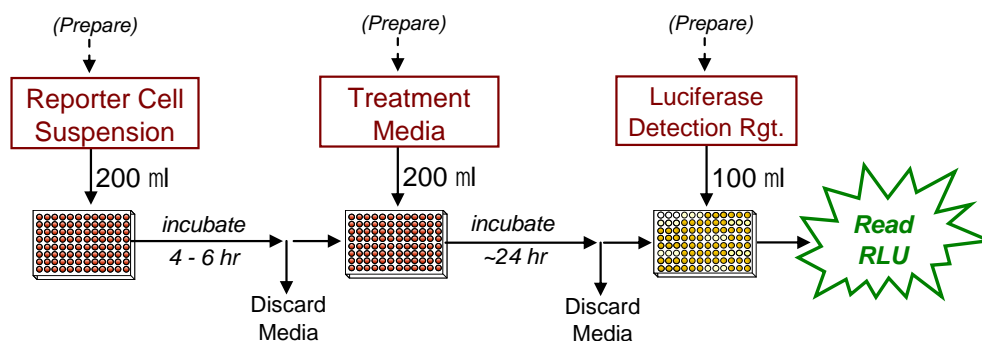 (Prepare)
(Prepare)
(Prepare)
Reporter Cell
Suspension
Treatment
Media
Luciferase
Detection Rgt.
200 ml
200 ml
100 ml
incubate
4 - 6 hr
incubate
~24 hr
Read
RLU
Discard
Media
Discard
Media